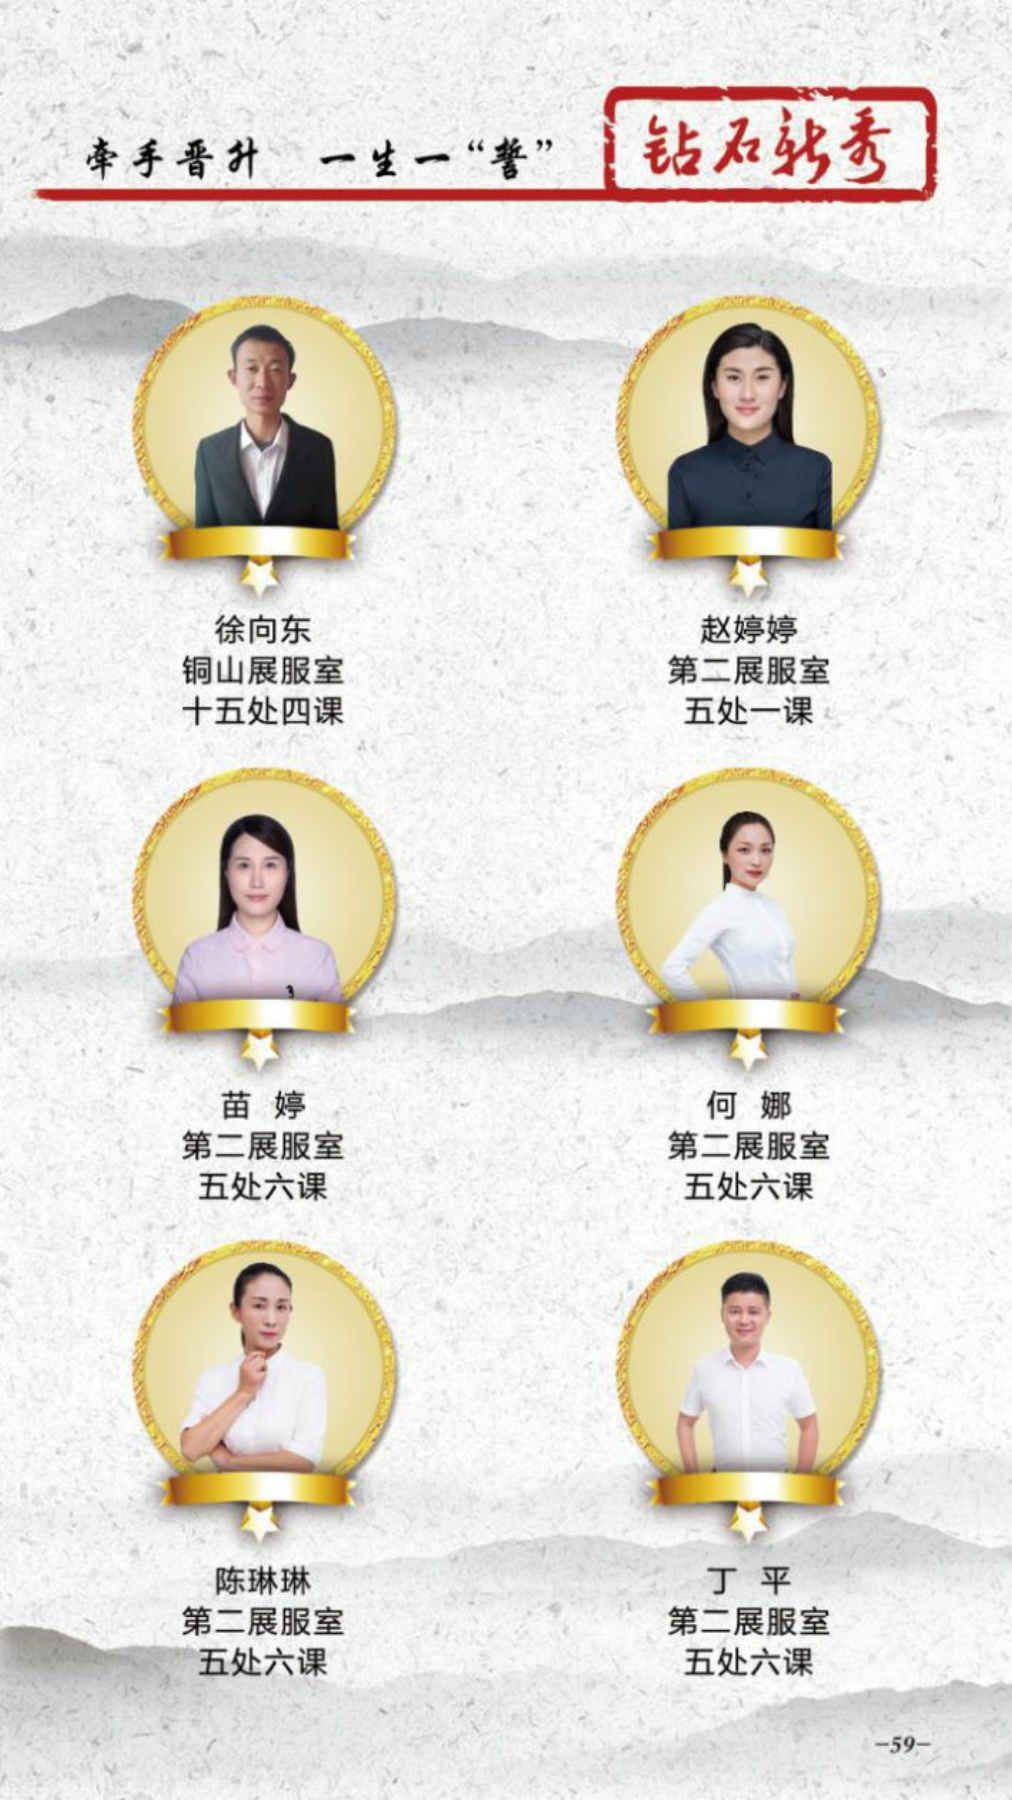 牵手晋升 一生一“誓”
钻石新秀
徐向东
铜山展服室
十五处四课
赵婷婷
第二展服室
五处一课
苗 婷
第二展服室
五处六课
何 娜
第二展服室
五处六课
陈琳琳
第二展服室
五处六课
丁 平
第二展服室
五处六课
–59–